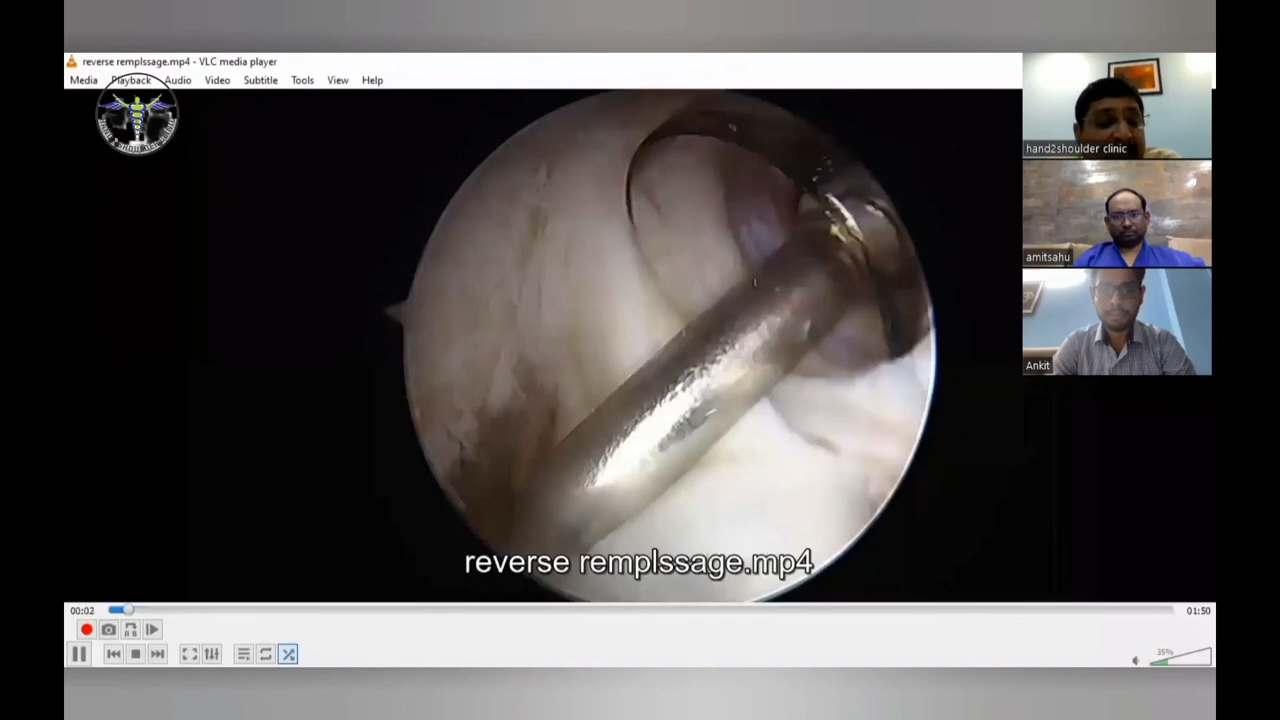 reverse remplssage.mp4 - VLC media player
Media Playback Audio Video Subtitle Tools View Help
hand2shoulder clinic
amitsahu
Ankit
reverse remplssage.mp4
00:02
01:50
35%